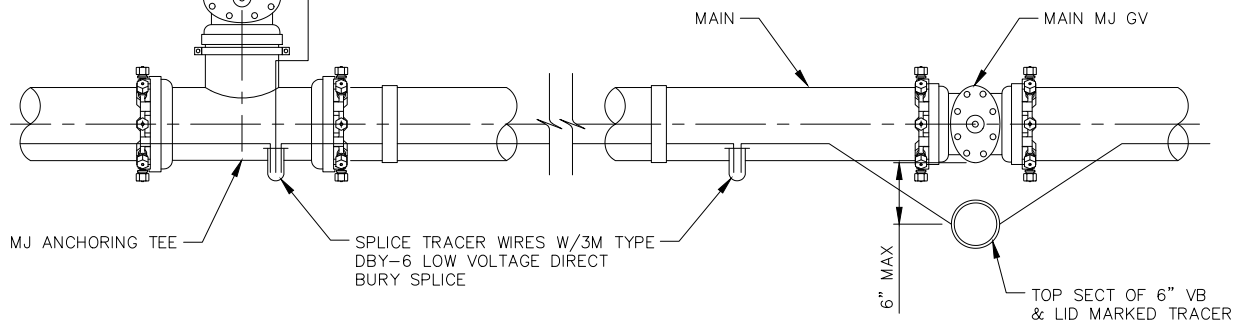 MAIN
MAIN MJ GV
MJ ANCHORING TEE
SPLICE TRACER WIRES W/3M TYPE
DBY-6 LOW VOLTAGE DIRECT
BURY SPLICE
6" MAX
TOP SECT OF 6" VB
& LID MARKED TRACER